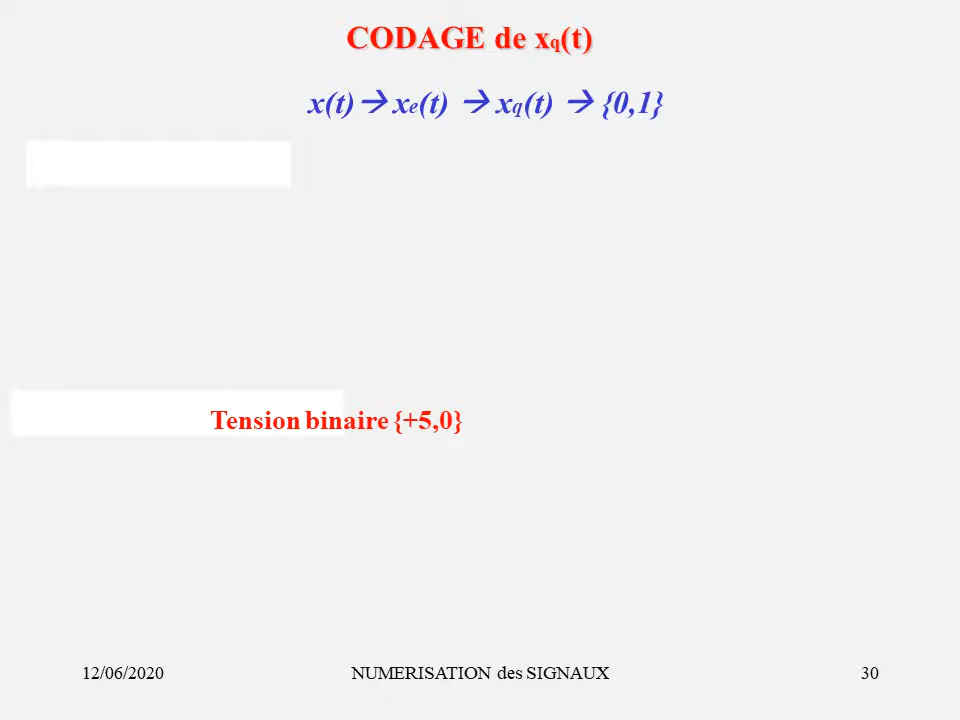 CODAGE de xq(t)
x(t)→ xe(t) → xq(t) → {0,1}
Tension binaire {+5,0}
12/06/2020 NUMERISATION des SIGNAUX 30